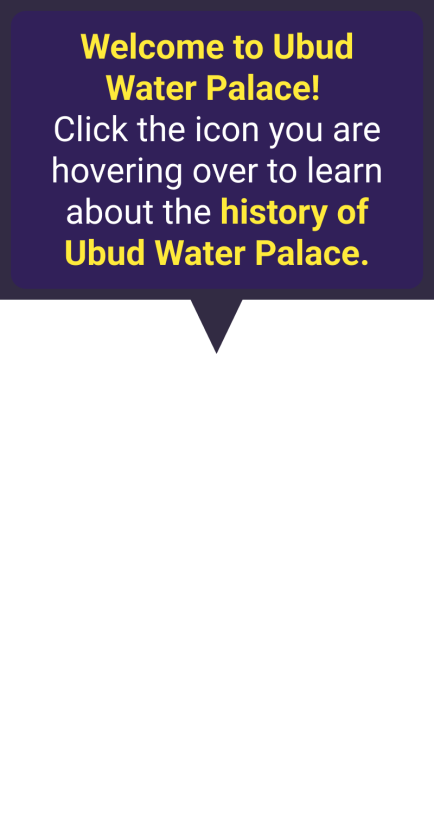 Welcome to Ubud
Water Palace!
Click the icon you are
hovering over to learn
about the history of
Ubud Water Palace.